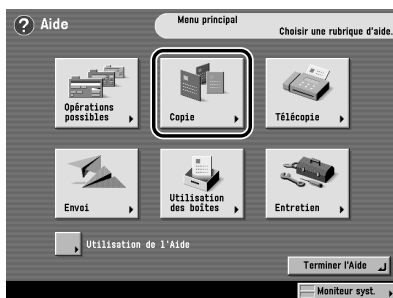 ? Aide
Menu principal
Choisir une rubrique d'aide.
Opérations
possibles
Copie
Télécopie
Envoi
Utilisation
des boîtes
Entretien
Utilisation de l'Aide
Terminer l'Aide
Moniteur syst.